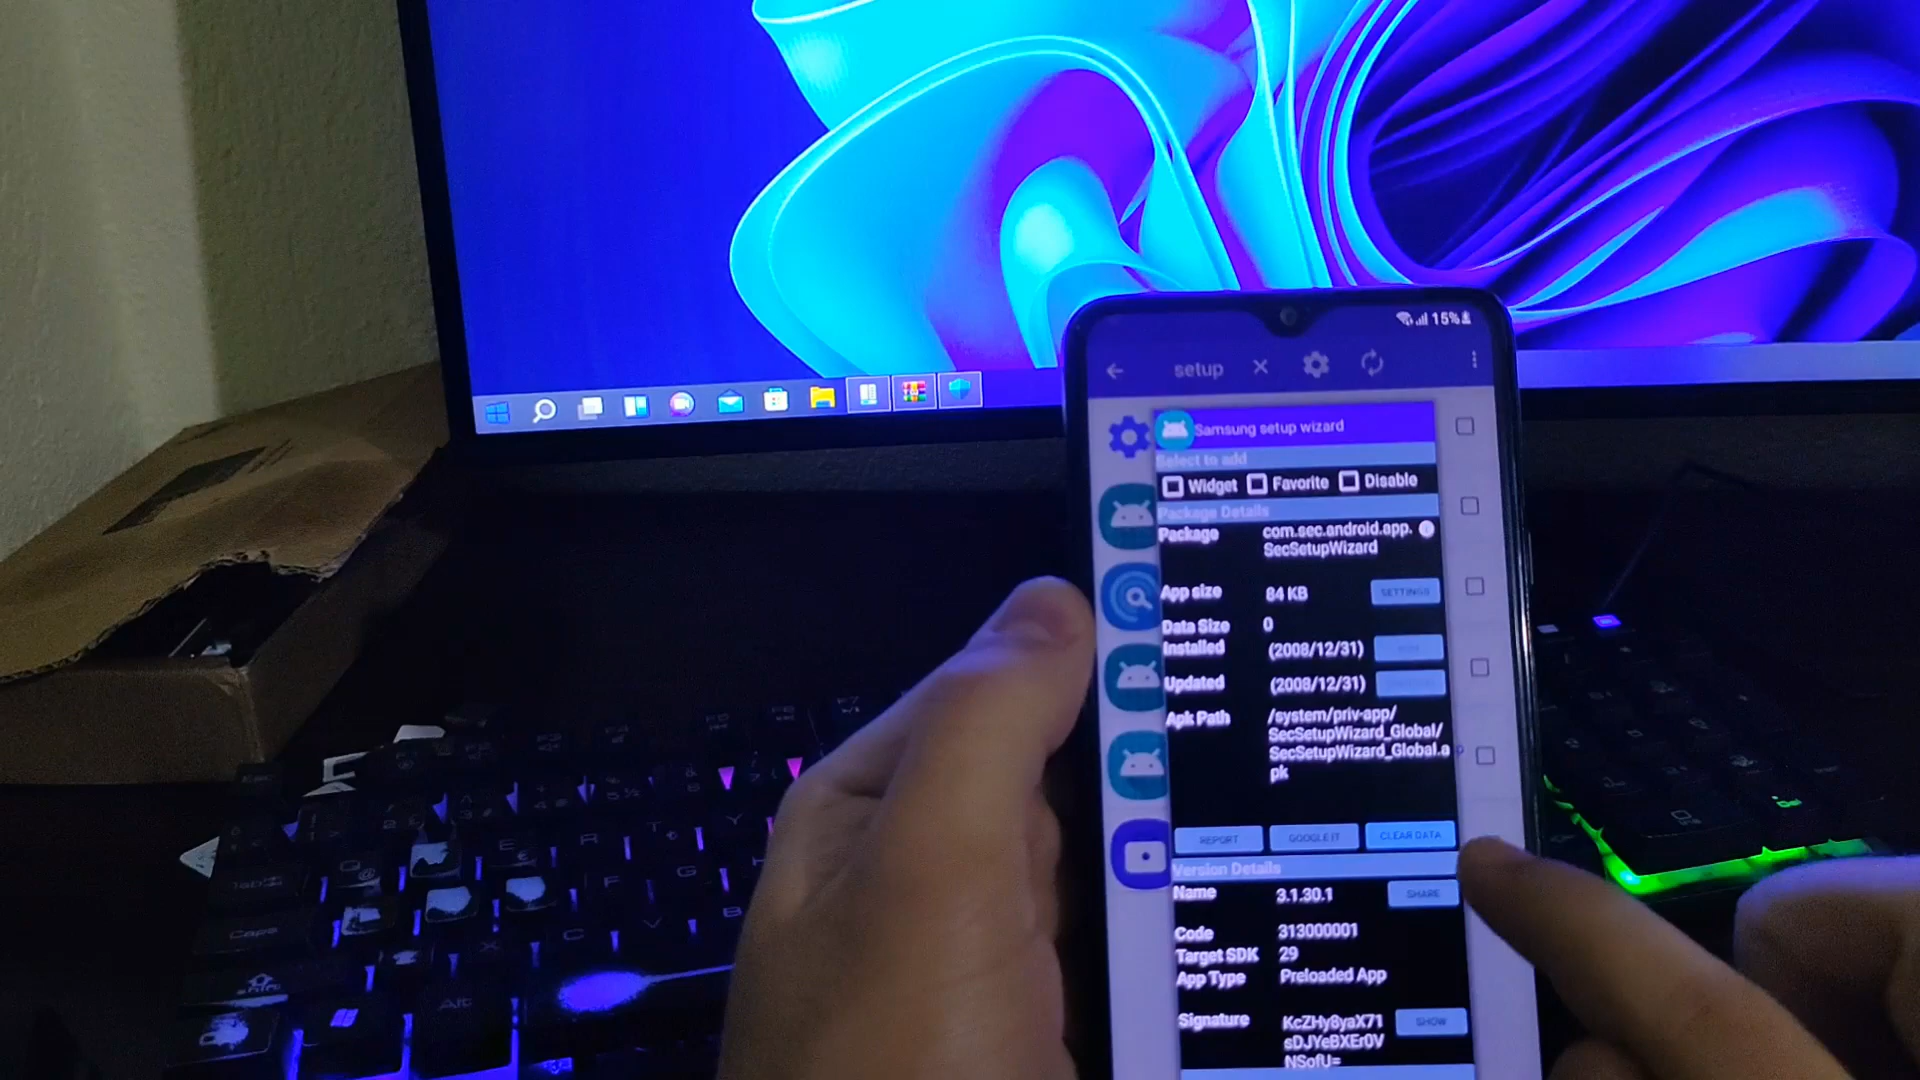 15%
setup
Samsung setup wizard
Select to add
Widget Favorite Disable
Package Details
Package com.sec.android.app.
SecSetupWizard
App size 84 KB SETTINGS
Data Size 0
Installed (2008/12/31)
Updated (2008/12/31)
Apk Path /system/priv-app/
SecSetupWizard_Global/
SecSetupWizard_Global.a
pk
REPORT GOOGLE IT CLEAR DATA
Version Details
Name 3.1.30.1 SHARE
Code 313000001
Target SDK 29
App Type Preloaded App
Signature KcZHy8yaX71 SHOW
sDJYeBXEr0V
NSofU=
F7
Q
E
R
T
Y
Caps
F
G
X
C
V
B
Alt